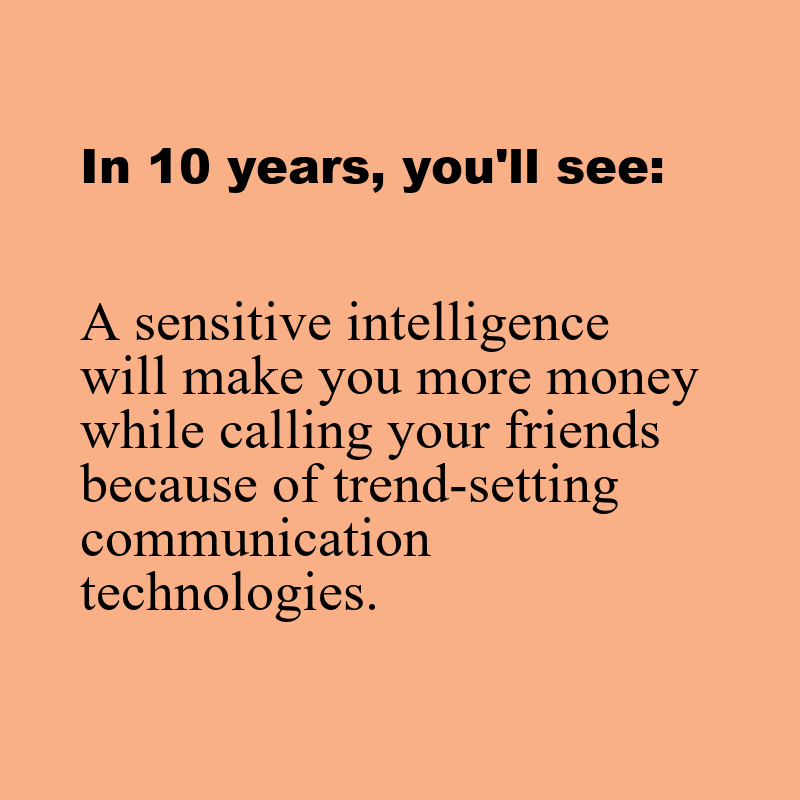 In 10 years, you'll see:
A sensitive intelligence
will make you more money
while calling your friends
because of trend-setting
communication
technologies.